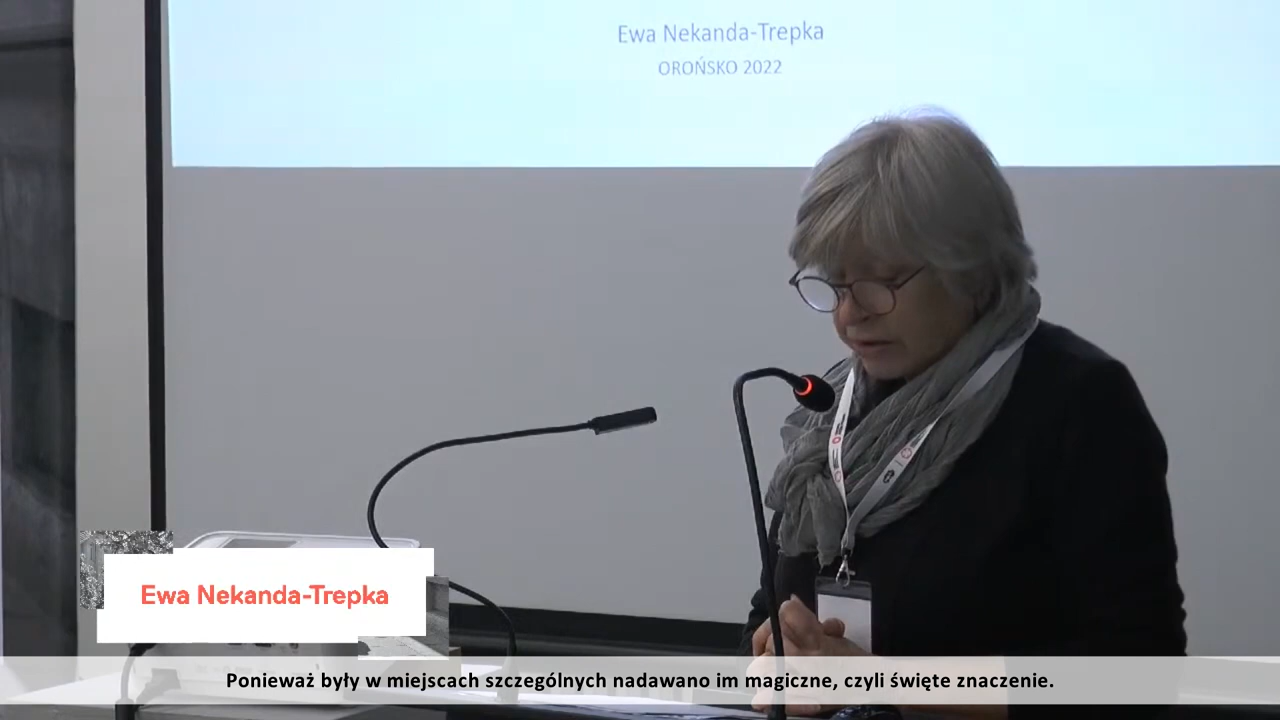 Ewa Nekanda-Trepka
OROŃSKO 2022
Ewa Nekanda-Trepka
Ponieważ były w miejscach szczególnych nadawano im magiczne, czyli święte znaczenie.